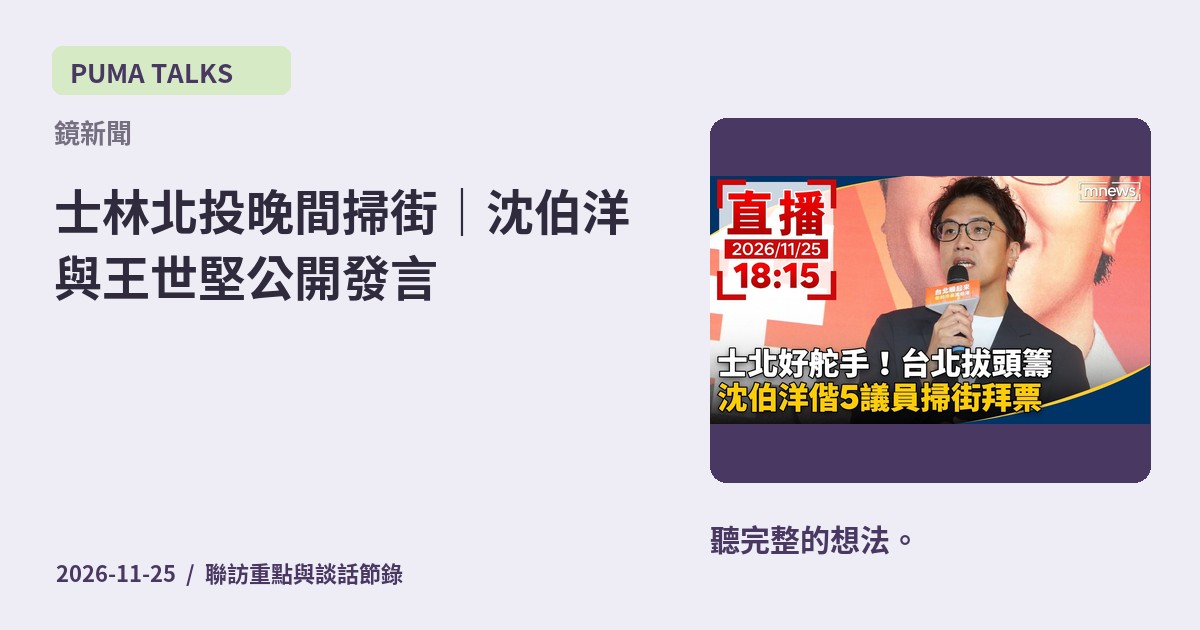 PUMA TALKS
鏡新聞
士林北投晚間掃街｜沈伯洋
與王世堅公開發言
直播
2026/11/25
18:15
mnews
士北好舵手！台北拔頭籌
沈伯洋偕5議員掃街拜票
聽完整的想法。
2026-11-25 / 聯訪重點與談話節錄